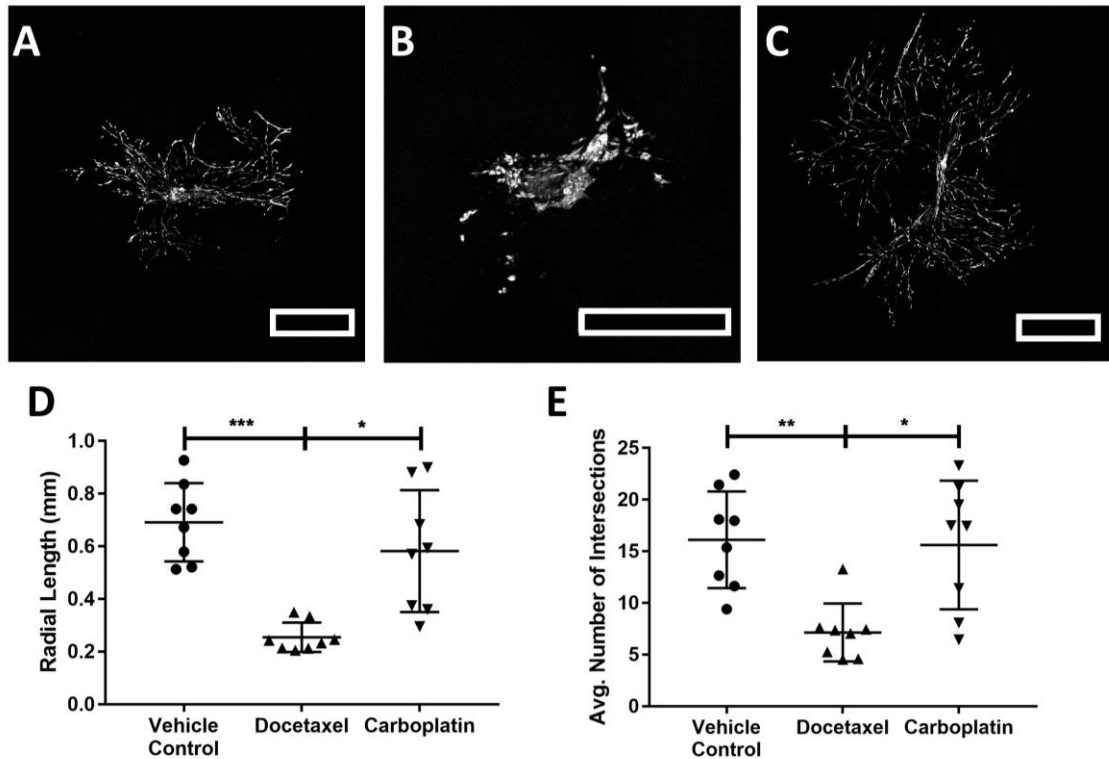 A
B
C
D
***
*
1.0
0.8
0.6
0.4
0.2
0.0
Radial Length (mm)
Vehicle
Control
Docetaxel
Carboplatin
E
**
*
25
20
15
10
5
0
Avg. Number of Intersections
Vehicle
Control
Docetaxel
Carboplatin